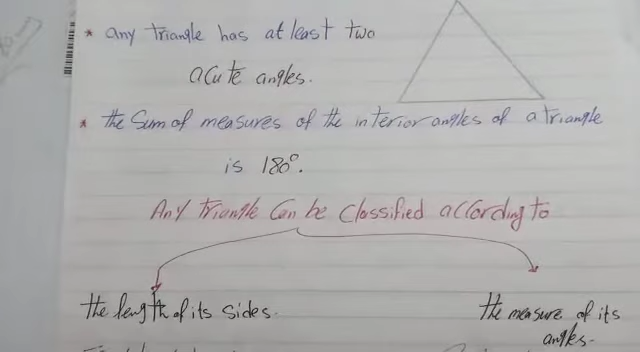 * any triangle has at least two
acute angles.
* the Sum of measures of the interior angles of a triangle
is 180°.
Any triangle Can be Classified according to
the length of its sides.
the measure of its
angles.